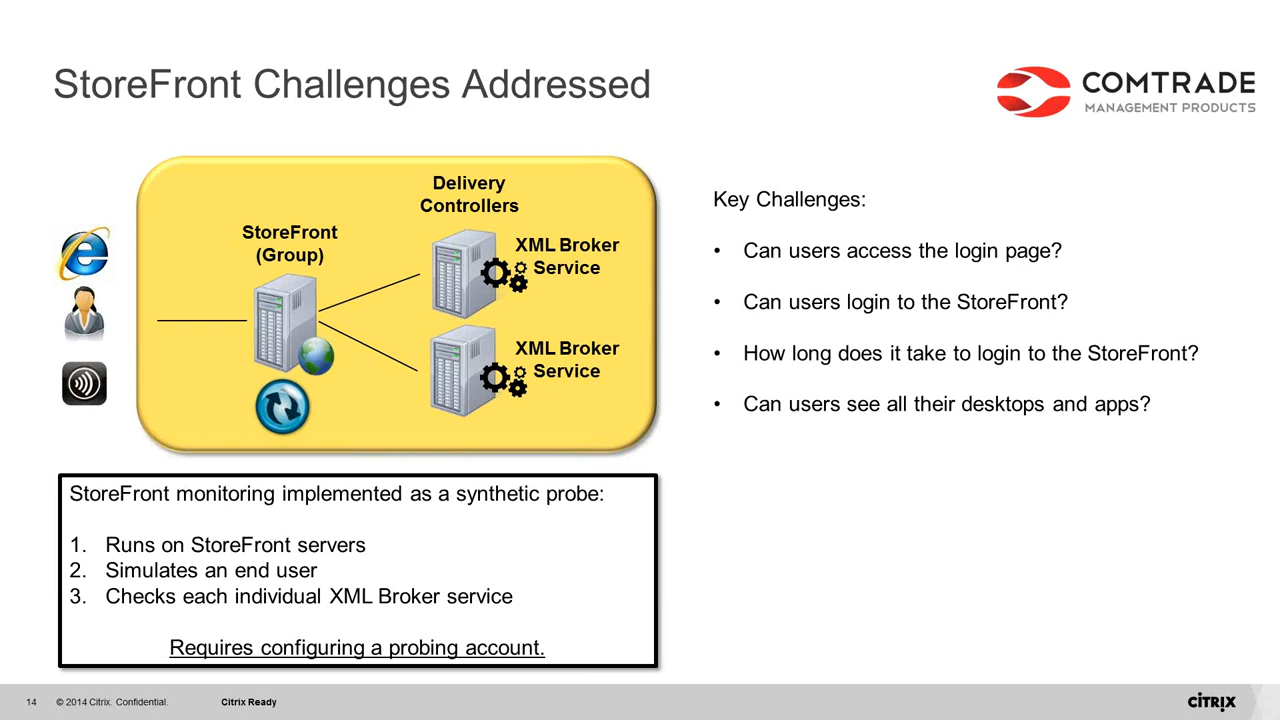 StoreFront Challenges Addressed
COMTRADE
MANAGEMENT PRODUCTS
Delivery
Controllers
StoreFront
(Group)
XML Broker
Service
XML Broker
Service
Key Challenges:
• Can users access the login page?
• Can users login to the StoreFront?
• How long does it take to login to the StoreFront?
• Can users see all their desktops and apps?
StoreFront monitoring implemented as a synthetic probe:
1. Runs on StoreFront servers
2. Simulates an end user
3. Checks each individual XML Broker service
Requires configuring a probing account.
14 © 2014 Citrix. Confidential. Citrix Ready
CITRIX